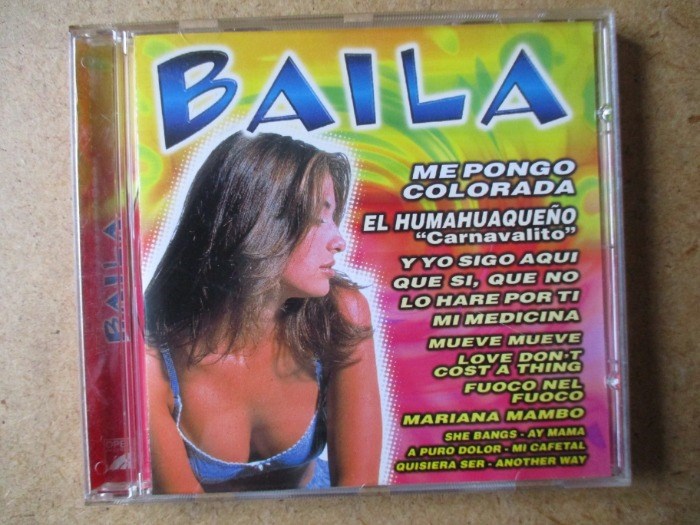 BAILA
ME PONGO
COLORADA
EL HUMAHUAQUEÑO
"Carnavalito"
Y YO SIGO AQUI
QUE SI, QUE NO
LO HARE POR TI
MI MEDICINA
MUEVE MUEVE
LOVE DON'T
COST A THING
FUOCO NEL
FUOCO
MARIANA MAMBO
SHE BANGS - AY MAMA
A PURO DOLOR - MI CAFETAL
QUISIERA SER - ANOTHER WAY
BAILA